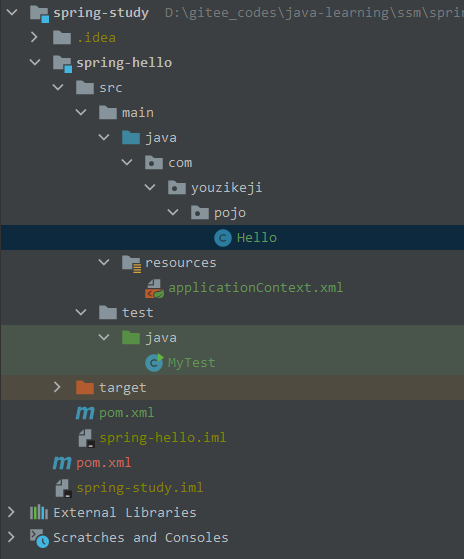 spring-study D:\gitee_codes\java-learning\ssm\spri
.idea
spring-hello
src
main
java
com
youzikeji
pojo
Hello
resources
applicationContext.xml
test
java
MyTest
target
pom.xml
spring-hello.iml
pom.xml
spring-study.iml
External Libraries
Scratches and Consoles